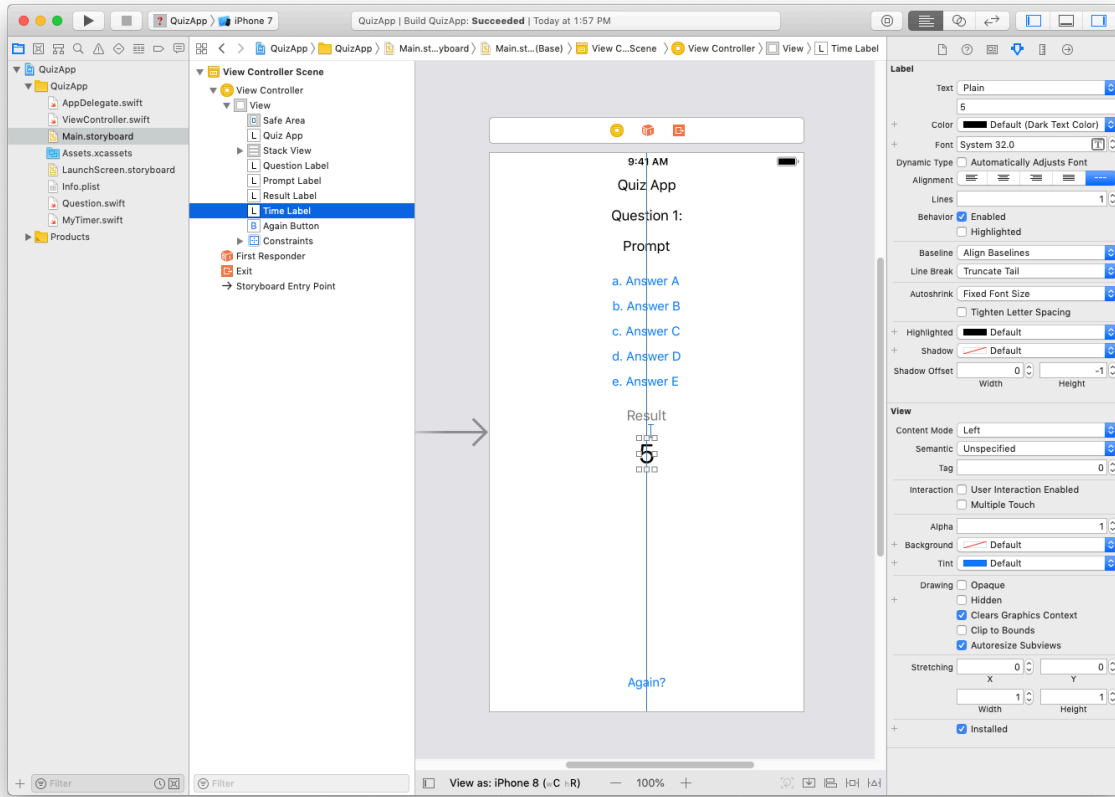 QuizApp
iPhone 7
QuizApp | Build QuizApp: Succeeded | Today at 1:57 PM
QuizApp
QuizApp
Main.st...yboard
Main.st...(Base)
View C...Scene
View Controller
View
L
Time Label
QuizApp
QuizApp
AppDelegate.swift
ViewController.swift
Main.storyboard
Assets.xcassets
LaunchScreen.storyboard
Info.plist
Question.swift
MyTimer.swift
Products
Filter
View Controller Scene
View Controller
View
Safe Area
L Quiz App
Stack View
L Question Label
L Prompt Label
L Result Label
L Time Label
B Again Button
Constraints
First Responder
Exit
Storyboard Entry Point
Filter
9:41 AM
Quiz App
Question 1:
Prompt
a. Answer A
b. Answer B
c. Answer C
d. Answer D
e. Answer E
Result
5
Again?
View as: iPhone 8 (wC hR)
100%
Label
Text Plain
5
Color Default (Dark Text Color)
Font System 32.0
Dynamic Type Automatically Adjusts Font
Alignment
Lines 1
Behavior Enabled
Highlighted
Baseline Align Baselines
Line Break Truncate Tail
Autoshrink Fixed Font Size
Tighten Letter Spacing
Highlighted Default
Shadow Default
Shadow Offset 0 -1
Width Height
View
Content Mode Left
Semantic Unspecified
Tag 0
Interaction User Interaction Enabled
Multiple Touch
Alpha 1
Background Default
Tint Default
Drawing Opaque
Hidden
Clears Graphics Context
Clip to Bounds
Autoresize Subviews
Stretching 0 0
X Y
1 1
Width Height
Installed